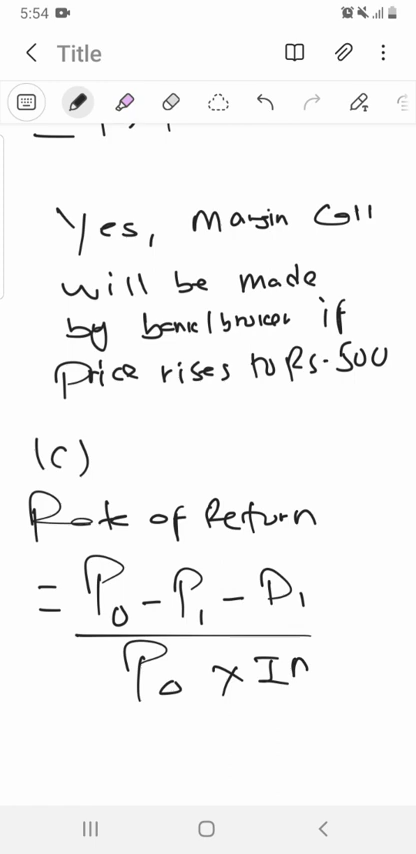 5:54
Title
Yes, Margin Call
will be made
by bank/broker if
Price rises to Rs. 500
(c)
Rate of Return
= P0 - P1 - D1
P0 x In